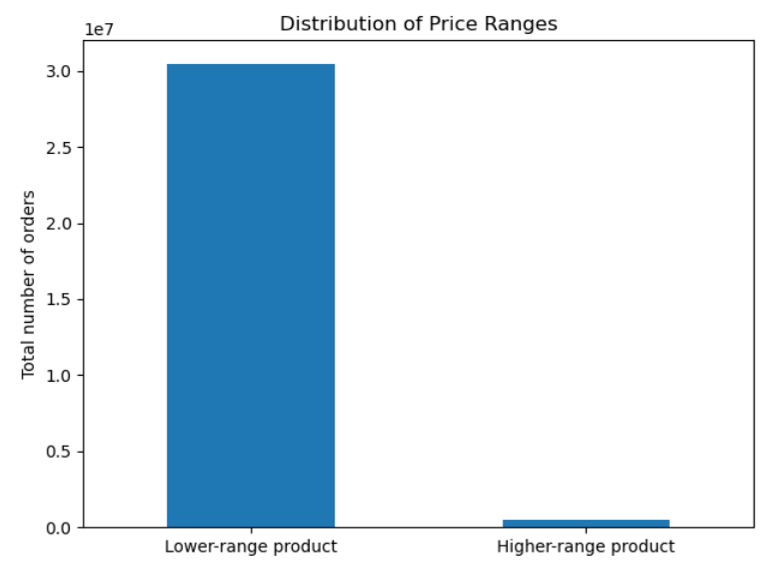 Distribution of Price Ranges
1e7
3.0
2.5
2.0
1.5
1.0
0.5
0.0
Total number of orders
Lower-range product
Higher-range product